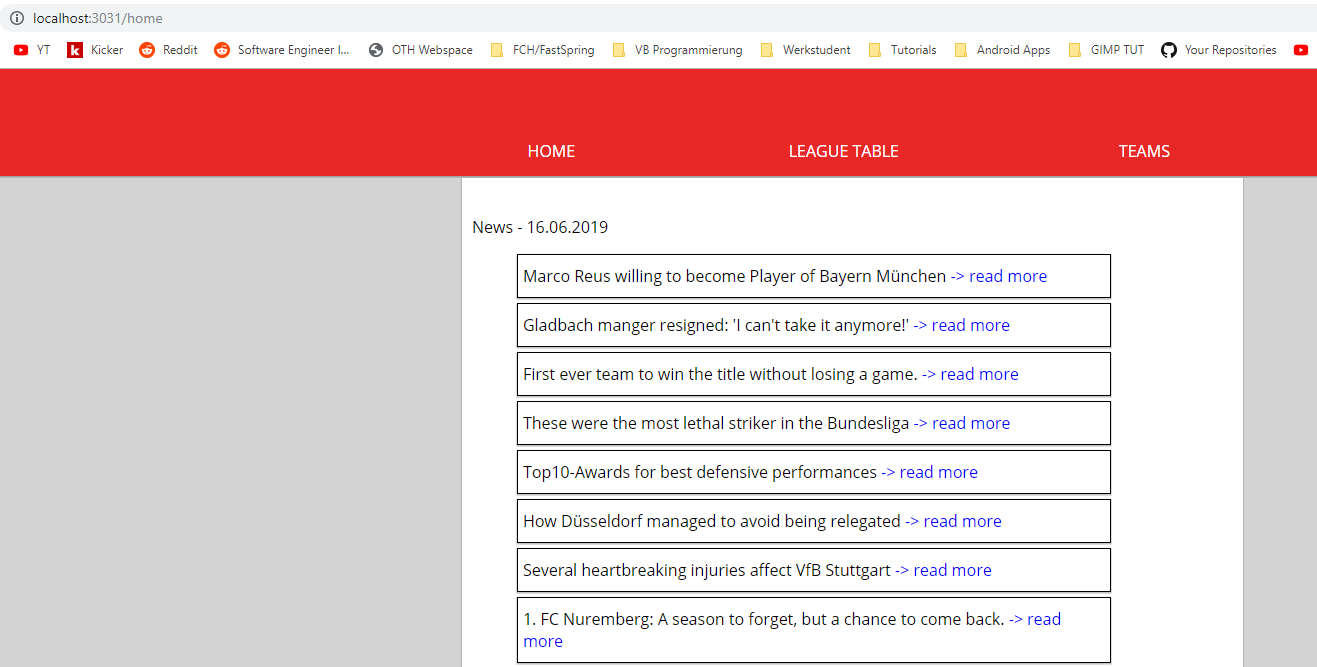 localhost:3031/home
YT Kicker Reddit Software Engineer I... OTH Webspace FCH/FastSpring VB Programmierung Werkstudent Tutorials Android Apps GIMP TUT Your Repositories
HOME LEAGUE TABLE TEAMS
News - 16.06.2019
Marco Reus willing to become Player of Bayern München -> read more
Gladbach manger resigned: 'I can't take it anymore!' -> read more
First ever team to win the title without losing a game. -> read more
These were the most lethal striker in the Bundesliga -> read more
Top10-Awards for best defensive performances -> read more
How Düsseldorf managed to avoid being relegated -> read more
Several heartbreaking injuries affect VfB Stuttgart -> read more
1. FC Nuremberg: A season to forget, but a chance to come back. -> read
more